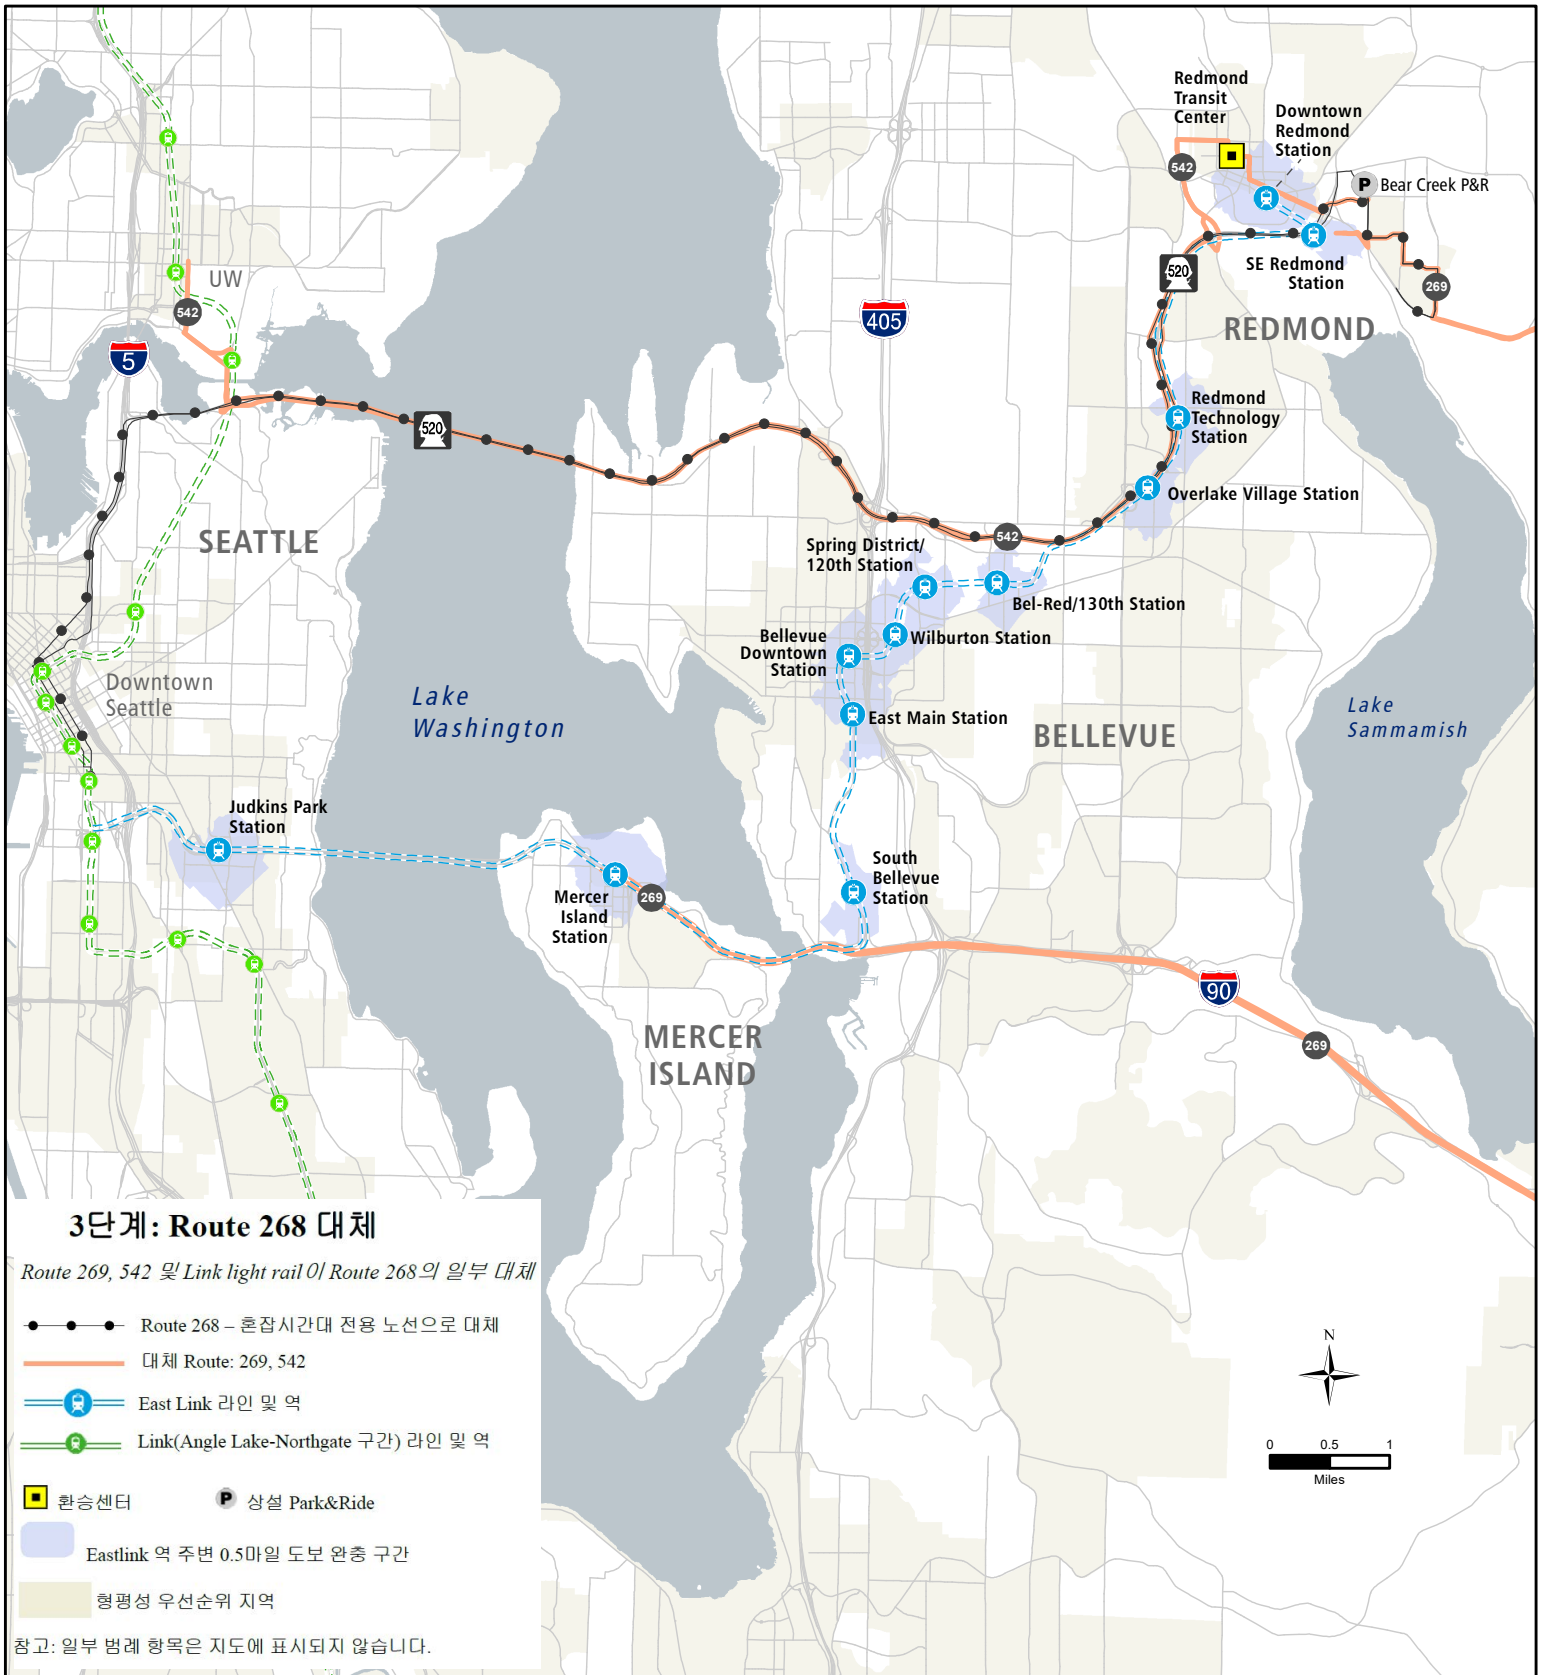 Redmond
Transit
Center
Downtown
Redmond
Station
542
P
Bear Creek P&R
SE Redmond
Station
520
269
REDMOND
UW
542
5
405
520
Redmond
Technology
Station
Overlake Village Station
SEATTLE
542
Spring District/
120th Station
Bel-Red/130th Station
Wilburton Station
Bellevue
Downtown
Station
Downtown
Seattle
Lake
Washington
East Main Station
BELLEVUE
Lake
Sammamish
Judkins Park
Station
South
Bellevue
Station
Mercer
Island
Station
269
90
269
MERCER
ISLAND
3단계: Route 268 대체
Route 269, 542 및 Link light rail이 Route 268의 일부 대체
Route 268 – 혼잡시간대 전용 노선으로 대체
대체 Route: 269, 542
East Link 라인 및 역
Link(Angle Lake-Northgate 구간) 라인 및 역
환승센터
P 상설 Park&Ride
Eastlink 역 주변 0.5마일 도보 완충 구간
형평성 우선순위 지역
참고: 일부 범례 항목은 지도에 표시되지 않습니다.
N
0 0.5 1
Miles